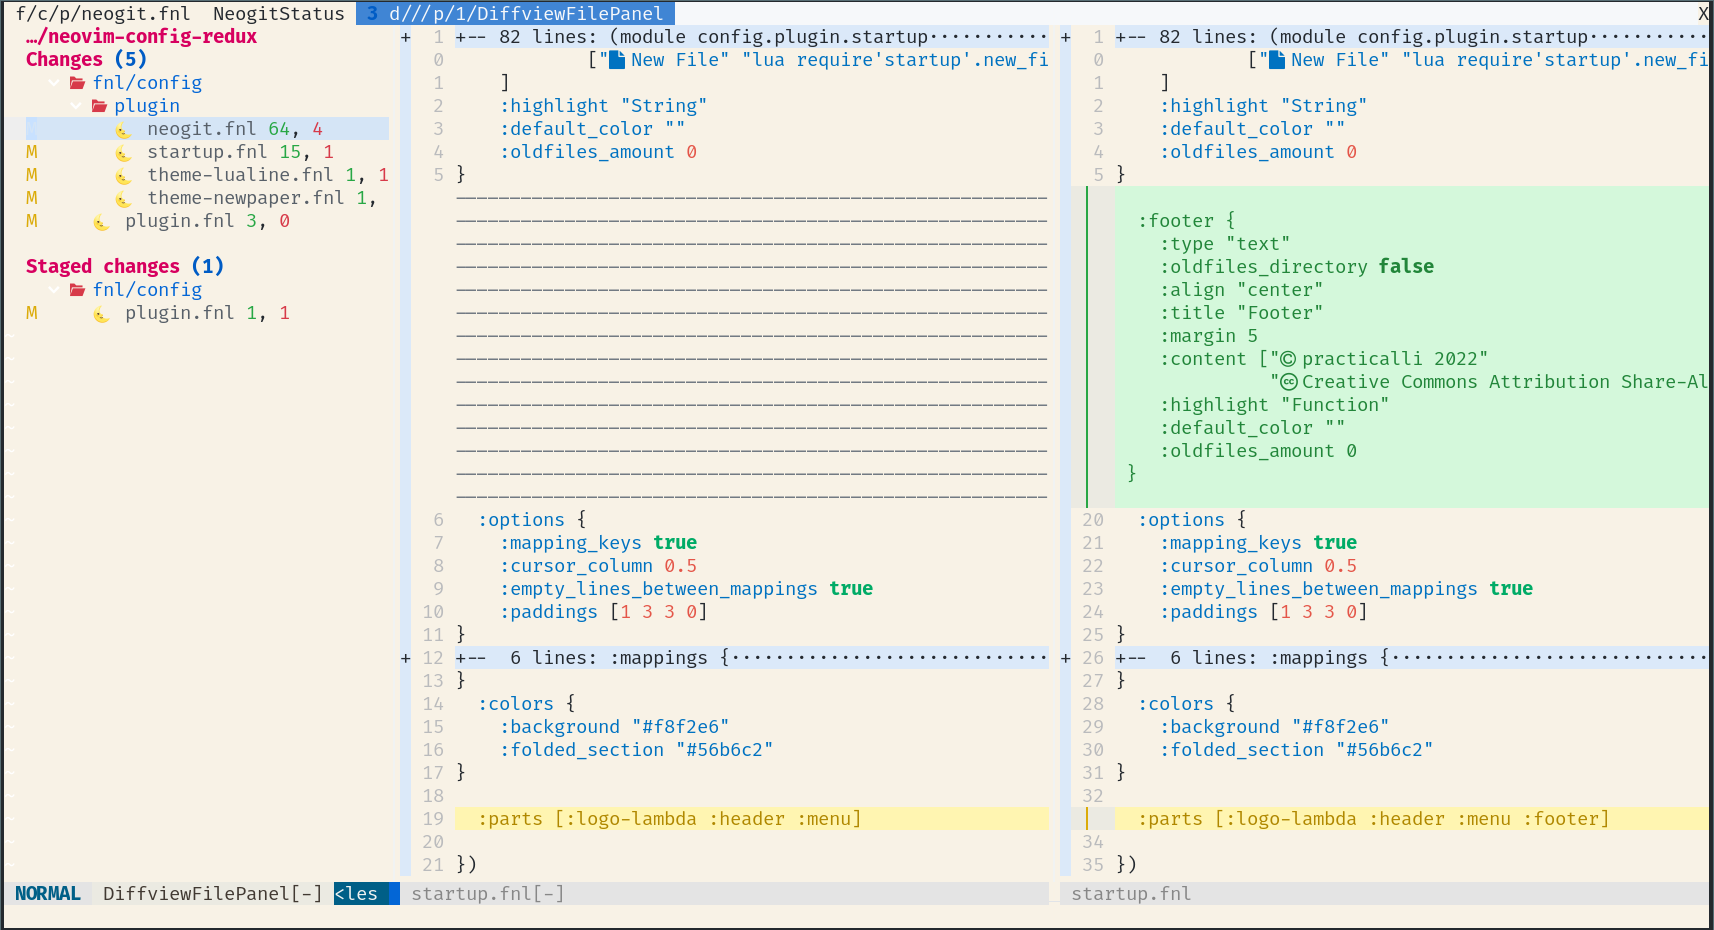 f/c/p/neogit.fnl NeogitStatus 3 d///p/1/DiffviewFilePanel X
…/neovim-config-redux
Changes (5)
fnl/config
plugin
neogit.fnl 64, 4
M startup.fnl 15, 1
M theme-lualine.fnl 1, 1
M theme-newpaper.fnl 1,
M plugin.fnl 3, 0
Staged changes (1)
fnl/config
M plugin.fnl 1, 1
+ 1 +-- 82 lines: (module config.plugin.startup··········
0 [" New File" "lua require'startup'.new_fi
1 ]
2 :highlight "String"
3 :default_color ""
4 :oldfiles_amount 0
5 }
6 :options {
7 :mapping_keys true
8 :cursor_column 0.5
9 :empty_lines_between_mappings true
10 :paddings [1 3 3 0]
11 }
+ 12 +-- 6 lines: :mappings {·····························
13 }
14 :colors {
15 :background "#f8f2e6"
16 :folded_section "#56b6c2"
17 }
18
19 :parts [:logo-lambda :header :menu]
20
21 })
+ 1 +-- 82 lines: (module config.plugin.startup··········
0 [" New File" "lua require'startup'.new_fi
1 ]
2 :highlight "String"
3 :default_color ""
4 :oldfiles_amount 0
5 }
:footer {
:type "text"
:oldfiles_directory false
:align "center"
:title "Footer"
:margin 5
:content ["© practicalli 2022"
"🄯 Creative Commons Attribution Share-Al
:highlight "Function"
:default_color ""
:oldfiles_amount 0
}
20 :options {
21 :mapping_keys true
22 :cursor_column 0.5
23 :empty_lines_between_mappings true
24 :paddings [1 3 3 0]
25 }
+ 26 +-- 6 lines: :mappings {·····························
27 }
28 :colors {
29 :background "#f8f2e6"
30 :folded_section "#56b6c2"
31 }
32
:parts [:logo-lambda :header :menu :footer]
34
35 })
NORMAL DiffviewFilePanel[-] <les startup.fnl[-] startup.fnl